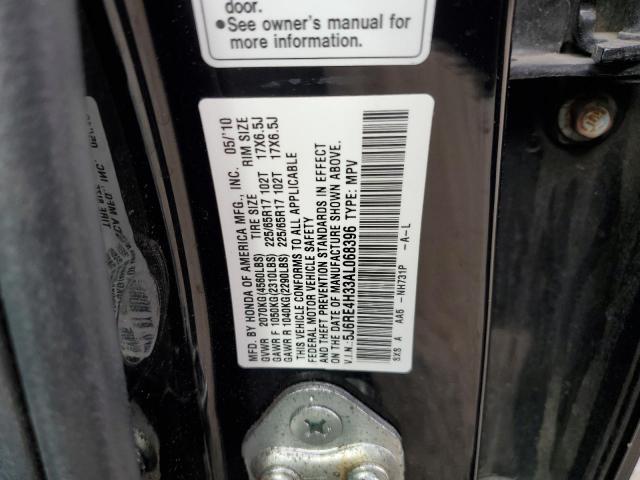 door.
•See owner's manual for
more information.
MFD. BY HONDA OF AMERICA MFG., INC. 05/'10
TIRE SIZE RIM SIZE
GVWR 2070KG(4560LBS)
GAWR F 1050KG(2310LBS) 225/65R17 102T 17X6.5J
GAWR R 1040KG(2290LBS) 225/65R17 102T 17X6.5J
THIS VEHICLE CONFORMS TO ALL APPLICABLE
FEDERAL MOTOR VEHICLE SAFETY
AND THEFT PREVENTION STANDARDS IN EFFECT
ON THE DATE OF MANUFACTURE SHOWN ABOVE.
V.I.N.: 5J6RE4H33AL068396 TYPE: MPV
SXS A AA5 - NH731P -A-L